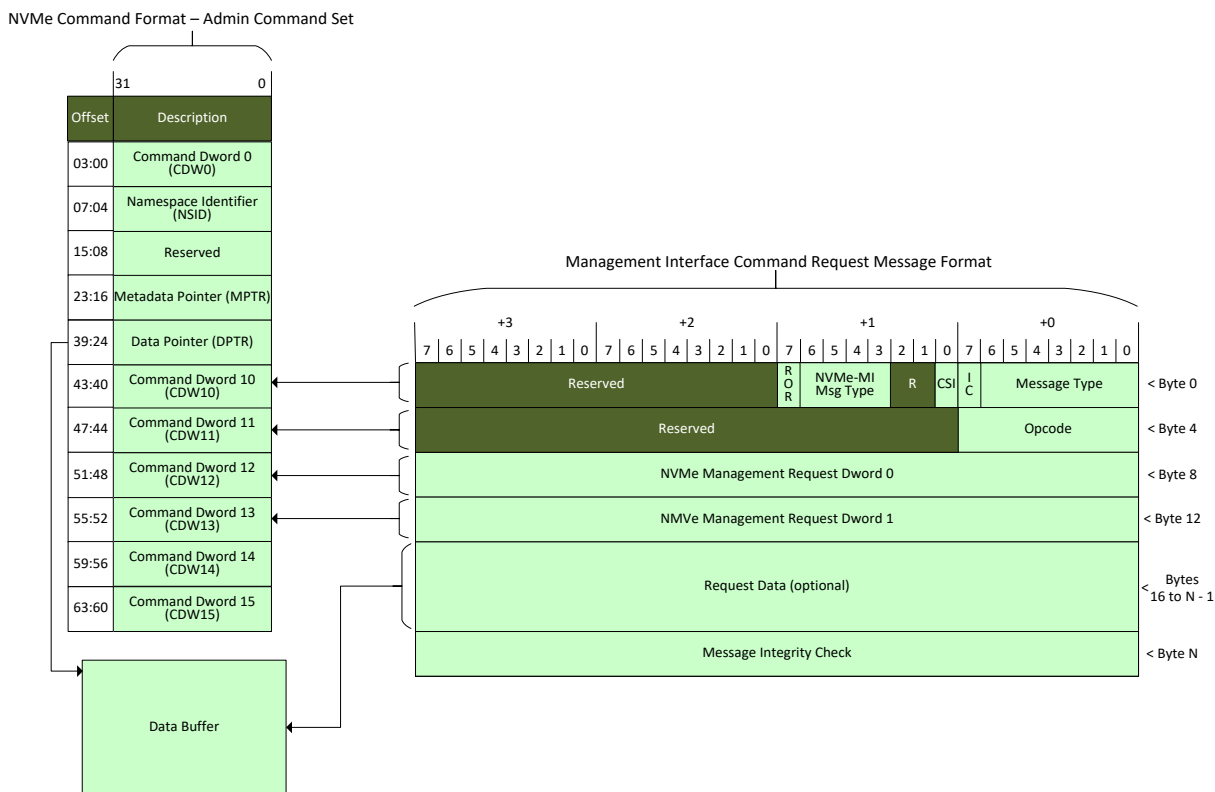 NVMe Command Format – Admin Command Set
31 0
Offset Description
03:00 Command Dword 0
(CDW0)
07:04 Namespace Identifier
(NSID)
15:08 Reserved
23:16 Metadata Pointer (MPTR)
39:24 Data Pointer (DPTR)
43:40 Command Dword 10
(CDW10)
47:44 Command Dword 11
(CDW11)
51:48 Command Dword 12
(CDW12)
55:52 Command Dword 13
(CDW13)
59:56 Command Dword 14
(CDW14)
63:60 Command Dword 15
(CDW15)
Data Buffer
Management Interface Command Request Message Format
+3 +2 +1 +0
7 6 5 4 3 2 1 0 7 6 5 4 3 2 1 0 7 6 5 4 3 2 1 0 7 6 5 4 3 2 1 0
Reserved
R
O
R
NVMe-MI
Msg Type
R
CSI
I
C
Message Type
< Byte 0
Reserved Opcode < Byte 4
NVMe Management Request Dword 0 < Byte 8
NMVe Management Request Dword 1 < Byte 12
Request Data (optional)
< Bytes
16 to N - 1
Message Integrity Check < Byte N